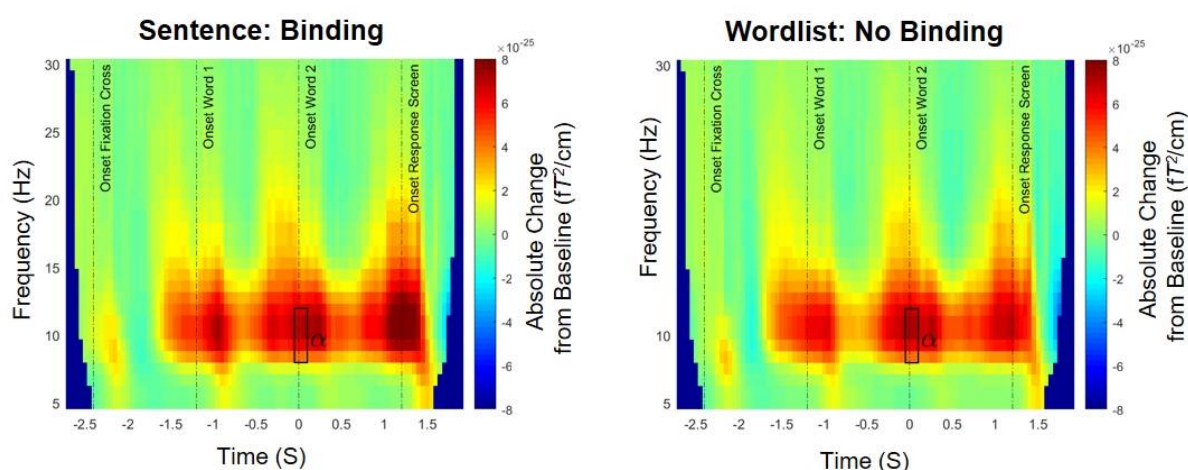 Sentence: Binding
×10⁻²⁵
Frequency (Hz)
30
25
20
15
10
5
Onset Fixation Cross
Onset Word 1
Onset Word 2
Onset Response Screen
α
-2.5 -2 -1.5 -1 -0.5 0 0.5 1 1.5
Time (S)
8
6
4
2
0
-2
-4
-6
-8
Absolute Change
from Baseline (fT²/cm)
Wordlist: No Binding
×10⁻²⁵
Frequency (Hz)
30
25
20
15
10
5
Onset Fixation Cross
Onset Word 1
Onset Word 2
Onset Response Screen
α
-2.5 -2 -1.5 -1 -0.5 0 0.5 1 1.5
Time (S)
8
6
4
2
0
-2
-4
-6
-8
Absolute Change
from Baseline (fT²/cm)